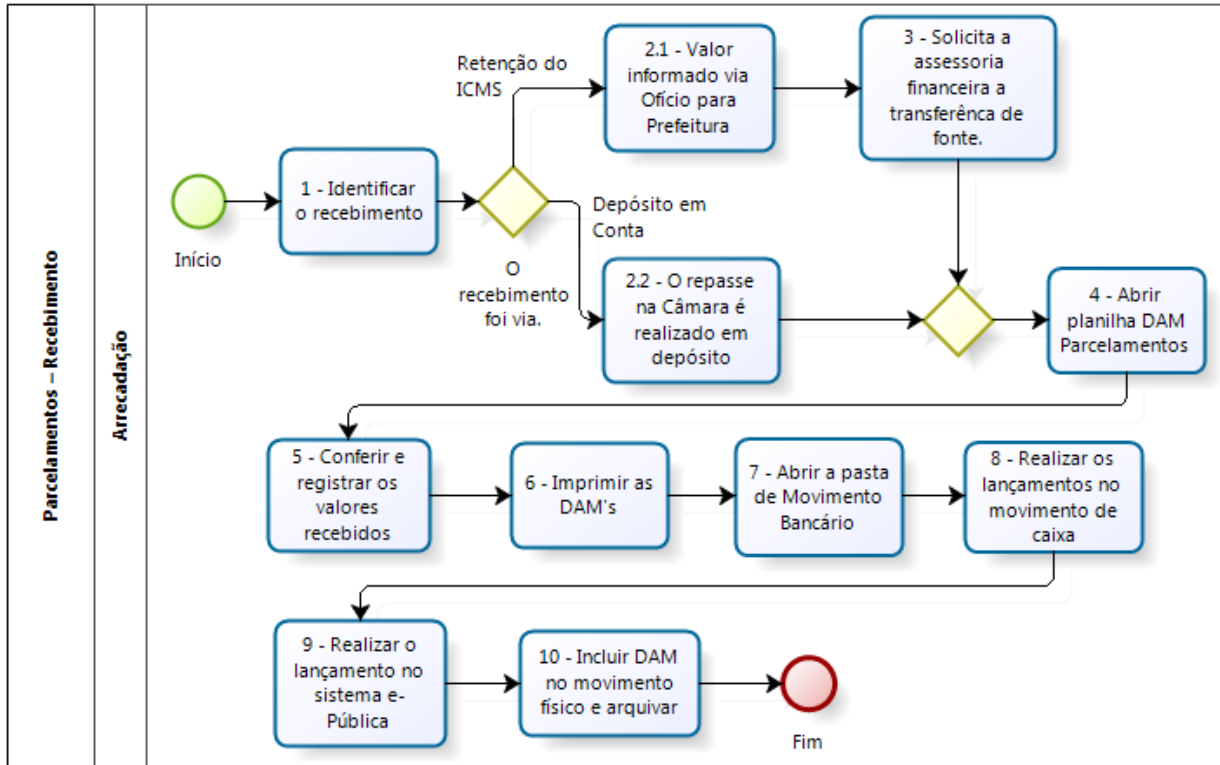 Parcelamentos – Recebimento
Arrecadação
Início
1 - Identificar
o recebimento
Retenção do
ICMS
O
recebimento
foi via.
Depósito em
Conta
2.1 - Valor
informado via
Ofício para
Prefeitura
3 - Solicita a
assessoria
financeira a
transferênca de
fonte.
2.2 - O repasse
na Câmara é
realizado em
depósito
4 - Abrir
planilha DAM
Parcelamentos
5 - Conferir e
registrar os
valores
recebidos
6 - Imprimir as
DAM's
7 - Abrir a pasta
de Movimento
Bancário
8 - Realizar os
lançamentos no
movimento de
caixa
9 - Realizar o
lançamento no
sistema e-
Pública
10 - Incluir DAM
no movimento
físico e arquivar
Fim